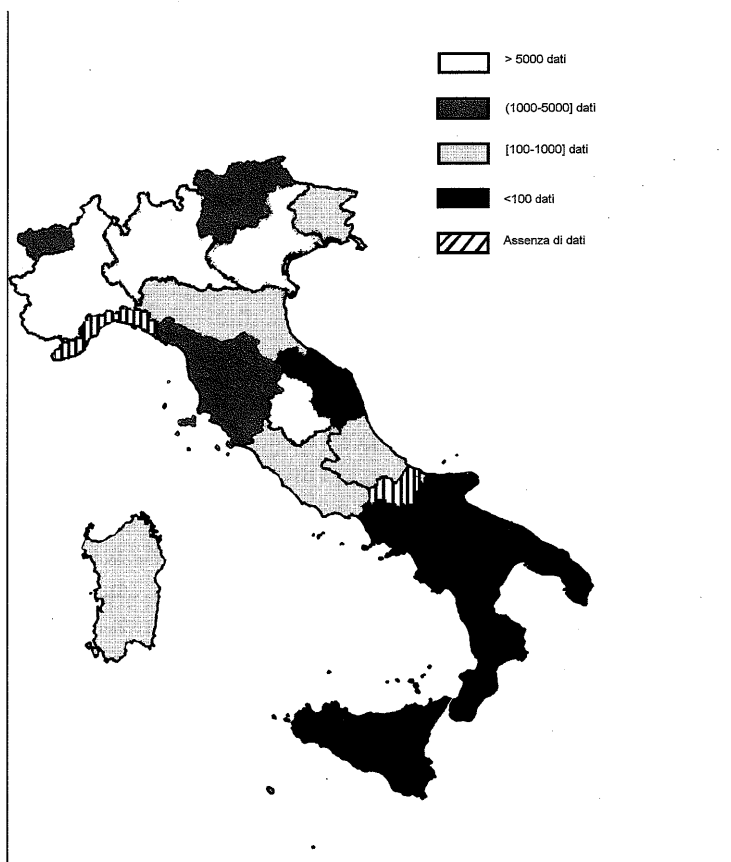 > 5000 dati
(1000-5000] dati
[100-1000] dati
<100 dati
Assenza di dati